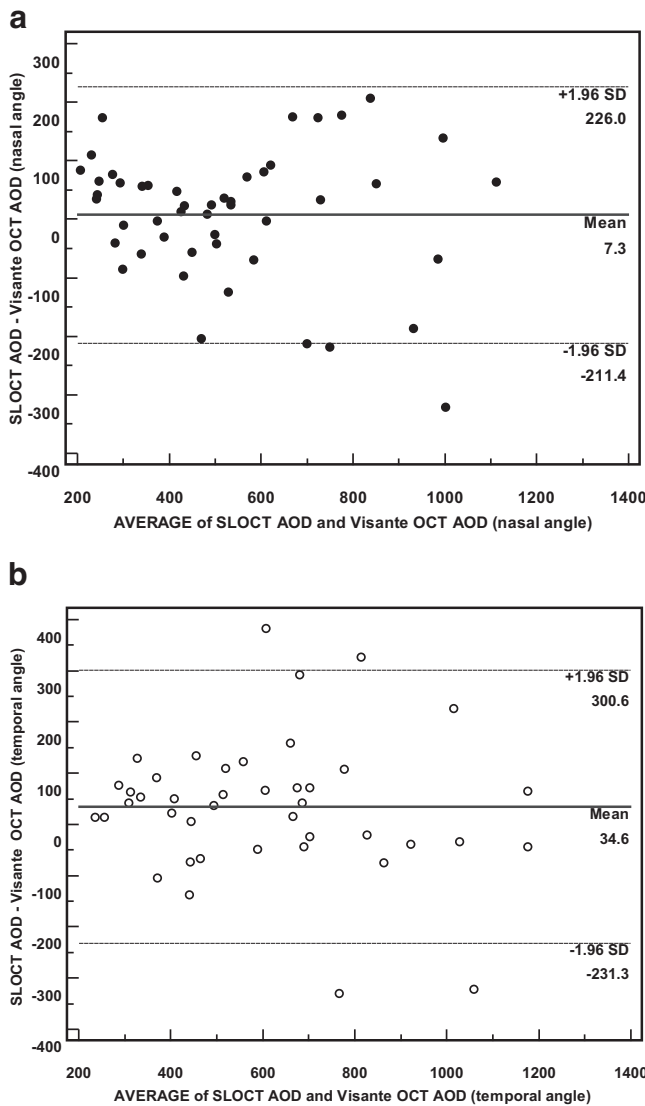 a
SLOCT AOD - Visante OCT AOD (nasal angle)
300
200
100
0
-100
-200
-300
-400
+1.96 SD
226.0
Mean
7.3
-1.96 SD
-211.4
200 400 600 800 1000 1200 1400
AVERAGE of SLOCT AOD and Visante OCT AOD (nasal angle)
b
SLOCT AOD - Visante OCT AOD (temporal angle)
400
300
200
100
0
-100
-200
-300
-400
+1.96 SD
300.6
Mean
34.6
-1.96 SD
-231.3
200 400 600 800 1000 1200 1400
AVERAGE of SLOCT AOD and Visante OCT AOD (temporal angle)